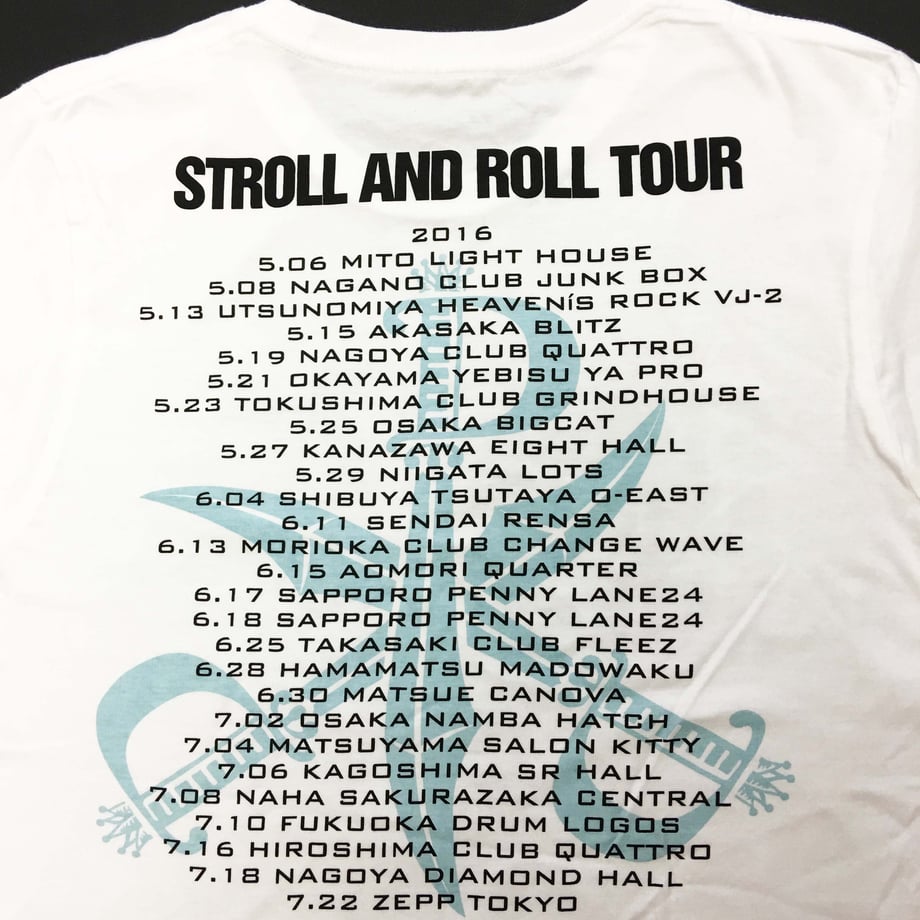 STROLL AND ROLL TOUR
2016
5.06 MITO LIGHT HOUSE
5.08 NAGANO CLUB JUNK BOX
5.13 UTSUNOMIYA HEAVENíS ROCK VJ-2
5.15 AKASAKA BLITZ
5.19 NAGOYA CLUB QUATTRO
5.21 OKAYAMA YEBISU YA PRO
5.23 TOKUSHIMA CLUB GRINDHOUSE
5.25 OSAKA BIGCAT
5.27 KANAZAWA EIGHT HALL
5.29 NIIGATA LOTS
6.04 SHIBUYA TSUTAYA O-EAST
6.11 SENDAI RENSA
6.13 MORIOKA CLUB CHANGE WAVE
6.15 AOMORI QUARTER
6.17 SAPPORO PENNY LANE24
6.18 SAPPORO PENNY LANE24
6.25 TAKASAKI CLUB FLEEZ
6.28 HAMAMATSU MADOWAKU
6.30 MATSUE CANOVA
7.02 OSAKA NAMBA HATCH
7.04 MATSUYAMA SALON KITTY
7.06 KAGOSHIMA SR HALL
7.08 NAHA SAKURAZAKA CENTRAL
7.10 FUKUOKA DRUM LOGOS
7.16 HIROSHIMA CLUB QUATTRO
7.18 NAGOYA DIAMOND HALL
7.22 ZEPP TOKYO